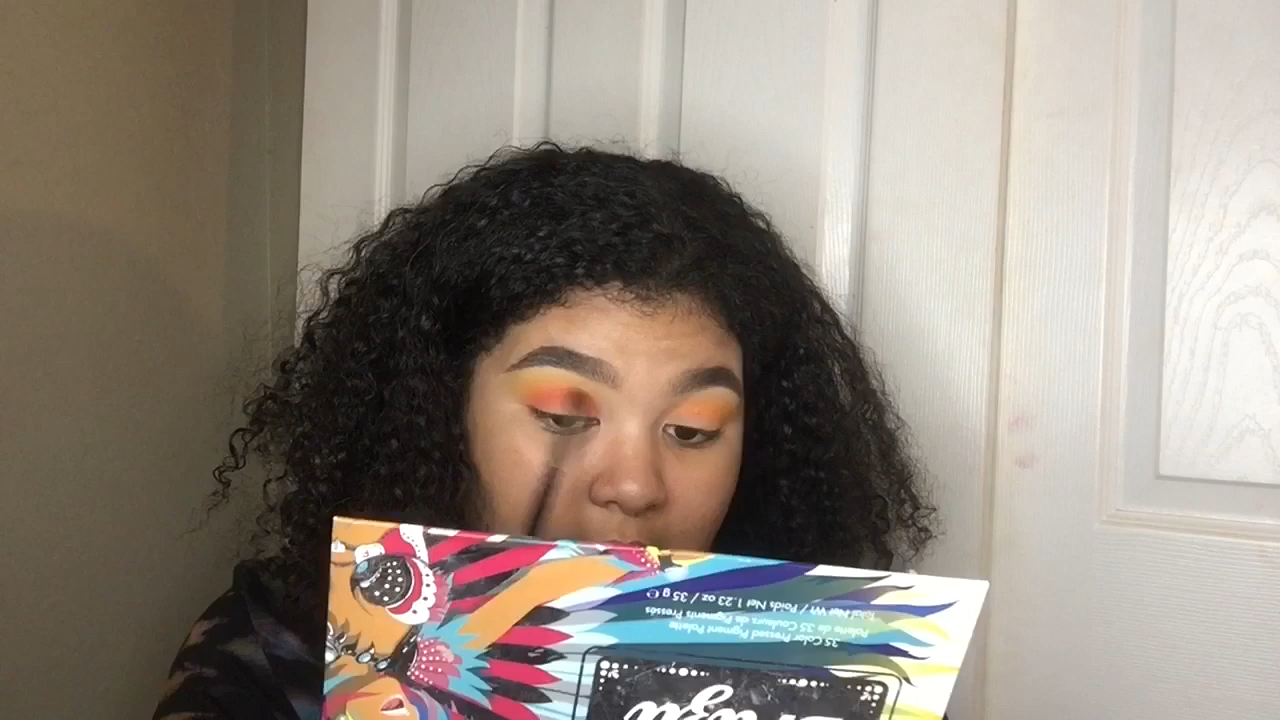 35 Color Pressed Pigment Palette
Palette de 35 Couleurs de Pigments Pressés
Total Net Wt / Poids Net 1.23 oz / 35 g ℮